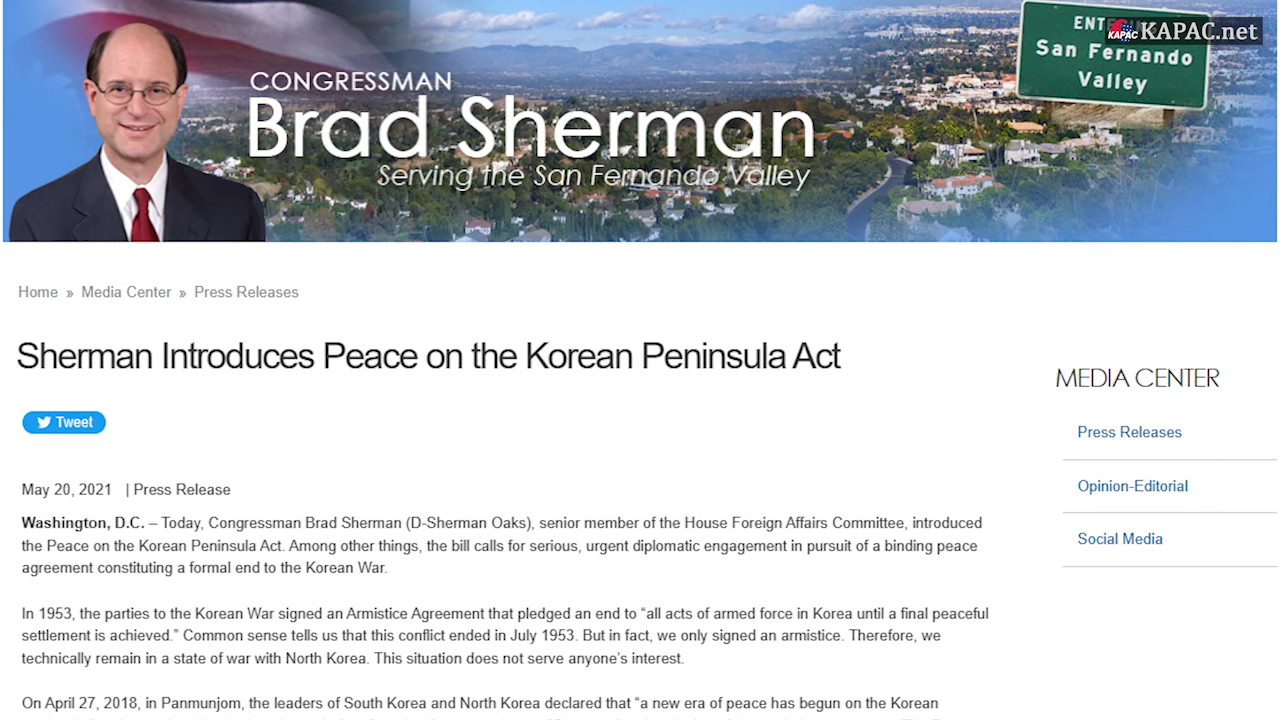 ENT
KAPAC KAPAC.net
San Fernando
Valley
CONGRESSMAN
Brad Sherman
Serving the San Fernando Valley
Home » Media Center » Press Releases
Sherman Introduces Peace on the Korean Peninsula Act
MEDIA CENTER
Tweet
Press Releases
Opinion-Editorial
Social Media
May 20, 2021 | Press Release
Washington, D.C. – Today, Congressman Brad Sherman (D-Sherman Oaks), senior member of the House Foreign Affairs Committee, introduced
the Peace on the Korean Peninsula Act. Among other things, the bill calls for serious, urgent diplomatic engagement in pursuit of a binding peace
agreement constituting a formal end to the Korean War.
In 1953, the parties to the Korean War signed an Armistice Agreement that pledged an end to “all acts of armed force in Korea until a final peaceful
settlement is achieved.” Common sense tells us that this conflict ended in July 1953. But in fact, we only signed an armistice. Therefore, we
technically remain in a state of war with North Korea. This situation does not serve anyone’s interest.
On April 27, 2018, in Panmunjom, the leaders of South Korea and North Korea declared that “a new era of peace has begun on the Korean